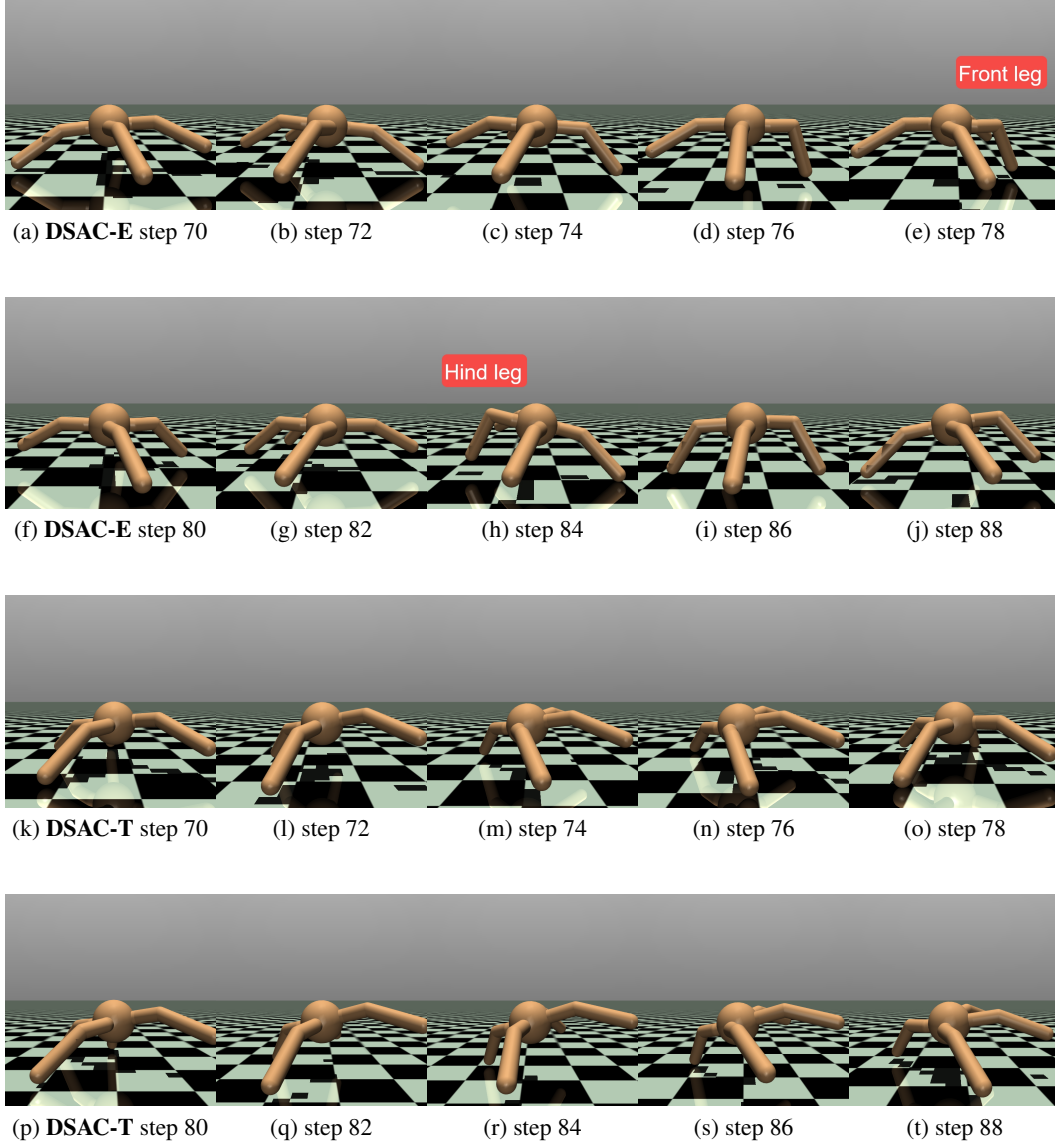 Front leg
(a) DSAC-E step 70 (b) step 72 (c) step 74 (d) step 76 (e) step 78
Hind leg
(f) DSAC-E step 80 (g) step 82 (h) step 84 (i) step 86 (j) step 88
(k) DSAC-T step 70 (l) step 72 (m) step 74 (n) step 76 (o) step 78
(p) DSAC-T step 80 (q) step 82 (r) step 84 (s) step 86 (t) step 88